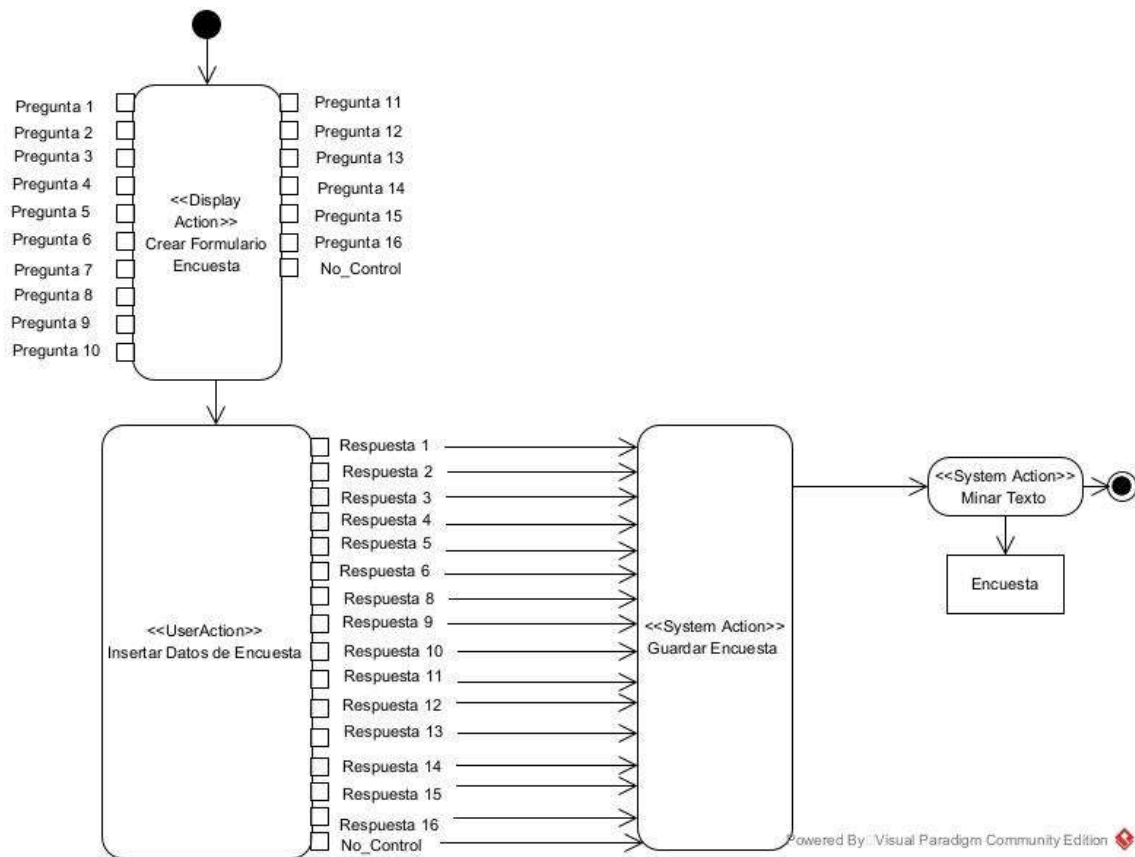 Pregunta 1
Pregunta 2
Pregunta 3
Pregunta 4
Pregunta 5
Pregunta 6
Pregunta 7
Pregunta 8
Pregunta 9
Pregunta 10
<<Display
Action>>
Crear Formulario
Encuesta
Pregunta 11
Pregunta 12
Pregunta 13
Pregunta 14
Pregunta 15
Pregunta 16
No_Control
<<UserAction>>
Insertar Datos de Encuesta
Respuesta 1
Respuesta 2
Respuesta 3
Respuesta 4
Respuesta 5
Respuesta 6
Respuesta 8
Respuesta 9
Respuesta 10
Respuesta 11
Respuesta 12
Respuesta 13
Respuesta 14
Respuesta 15
Respuesta 16
No_Control
<<System Action>>
Guardar Encuesta
<<System Action>>
Minar Texto
Encuesta
Powered By Visual Paradigm Community Edition